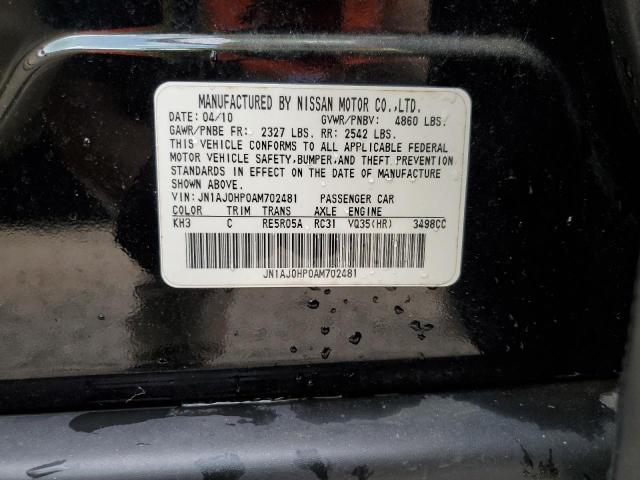 MANUFACTURED BY NISSAN MOTOR CO.,LTD.
DATE: 04/10 GVWR/PNBV: 4860 LBS.
GAWR/PNBE FR: 2327 LBS. RR: 2542 LBS.
THIS VEHICLE CONFORMS TO ALL APPLICABLE FEDERAL
MOTOR VEHICLE SAFETY,BUMPER,AND THEFT PREVENTION
STANDARDS IN EFFECT ON THE DATE OF MANUFACTURE
SHOWN ABOVE.
VIN: JN1AJ0HP0AM702481 PASSENGER CAR
COLOR TRIM TRANS AXLE ENGINE
KH3 C RE5R05A RC31 VQ35(HR) 3498CC
JN1AJ0HP0AM702481